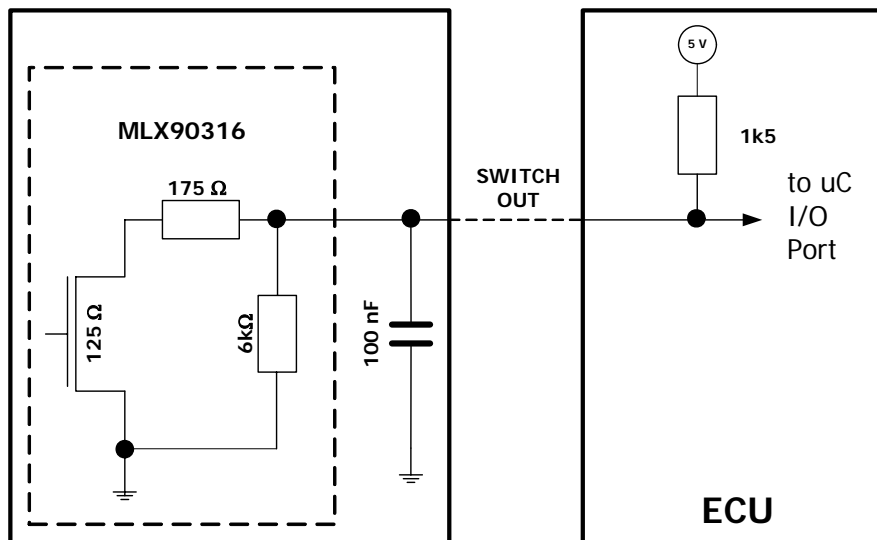 5 V
MLX90316
1k5
175 Ω
SWITCH
OUT
to uC
I/O
Port
125 Ω
6kΩ
100 nF
ECU